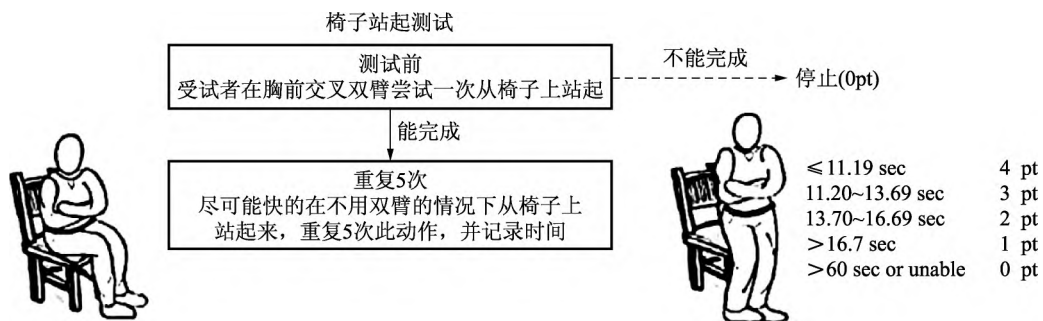 椅子站起测试
测试前
受试者在胸前交叉双臂尝试一次从椅子上站起
不能完成
停止(0pt)
能完成
重复5次
尽可能快的在不用双臂的情况下从椅子上
站起来，重复5次此动作，并记录时间
≤11.19 sec 4 pt
11.20~13.69 sec 3 pt
13.70~16.69 sec 2 pt
>16.7 sec 1 pt
>60 sec or unable 0 pt